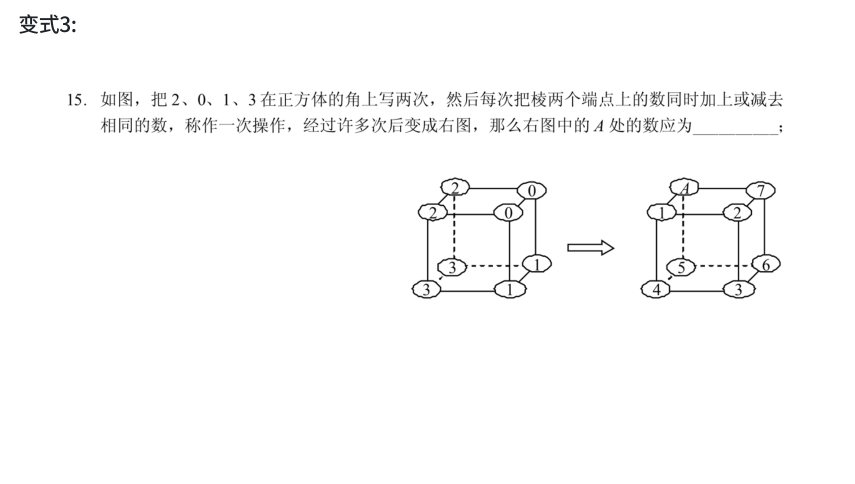 变式3:
15. 如图，把 2、0、1、3 在正方体的角上写两次，然后每次把棱两个端点上的数同时加上或减去
相同的数，称作一次操作，经过许多次后变成右图，那么右图中的 A 处的数应为__________；
2 0 A 7
2 0 1 2
3 1 5 6
3 1 4 3